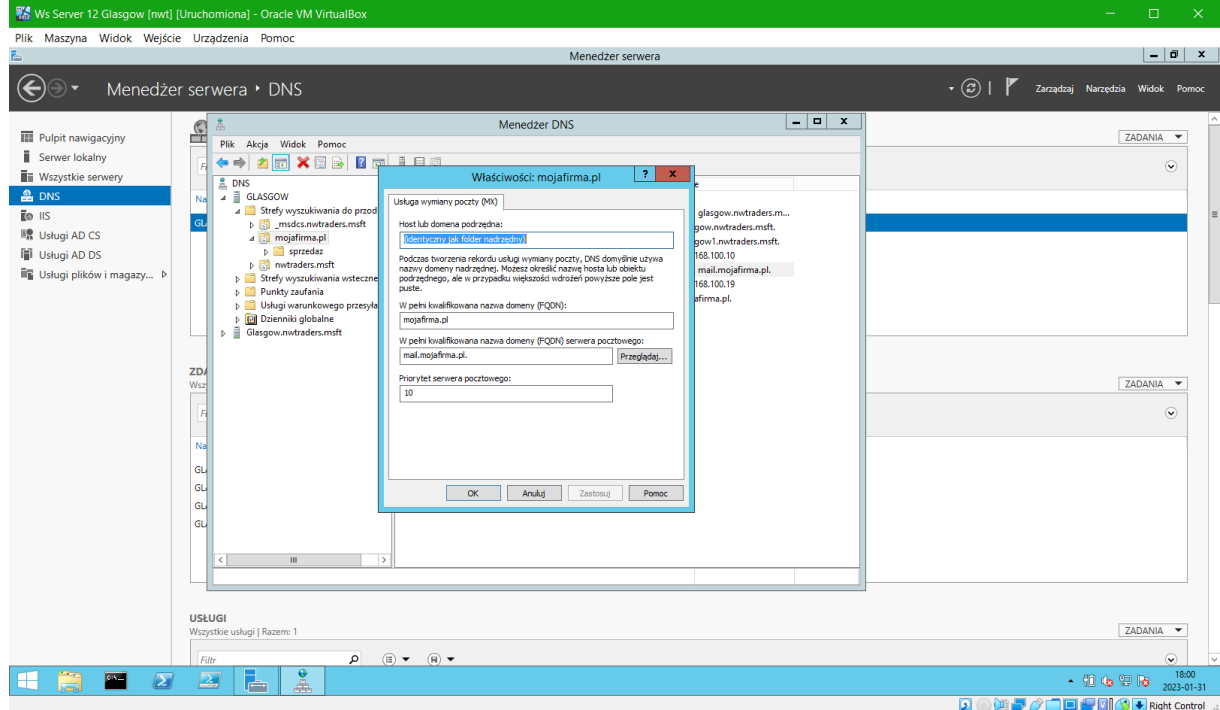 Ws Server 12 Glasgow [nwt] [Uruchomiona] - Oracle VM VirtualBox
Plik Maszyna Widok Wejście Urządzenia Pomoc
Menedżer serwera
Menedżer serwera ‣ DNS
Zarządzaj Narzędzia Widok Pomoc
Pulpit nawigacyjny
Serwer lokalny
Wszystkie serwery
DNS
IIS
Usługi AD CS
Usługi AD DS
Usługi plików i magazy...
ZADANIA
Menedżer DNS
Plik Akcja Widok Pomoc
DNS
GLASGOW
Strefy wyszukiwania do przod
_msdcs.nwtraders.msft
mojafirma.pl
sprzedaz
nwtraders.msft
Strefy wyszukiwania wsteczne
Punkty zaufania
Usługi warunkowego przesyła
Dzienniki globalne
Glasgow.nwtraders.msft
glasgow.nwtraders.m...
gow.nwtraders.msft.
gow1.nwtraders.msft.
168.100.10
mail.mojafirma.pl.
168.100.19
afirma.pl.
Właściwości: mojafirma.pl
Usługa wymiany poczty (MX)
Host lub domena podrzędna:
(identyczny jak folder nadrzędny)
Podczas tworzenia rekordu usługi wymiany poczty, DNS domyślnie używa
nazwy domeny nadrzędnej. Możesz określić nazwę hosta lub obiektu
podrzędnego, ale w przypadku większości wdrożeń powyższe pole jest
puste.
W pełni kwalifikowana nazwa domeny (FQDN):
mojafirma.pl
W pełni kwalifikowana nazwa domeny (FQDN) serwera pocztowego:
mail.mojafirma.pl. Przeglądaj...
Priorytet serwera pocztowego:
10
OK Anuluj Zastosuj Pomoc
ZADANIA
USŁUGI
Wszystkie usługi | Razem: 1
ZADANIA
Filtr
18:00
2023-01-31
Right Control